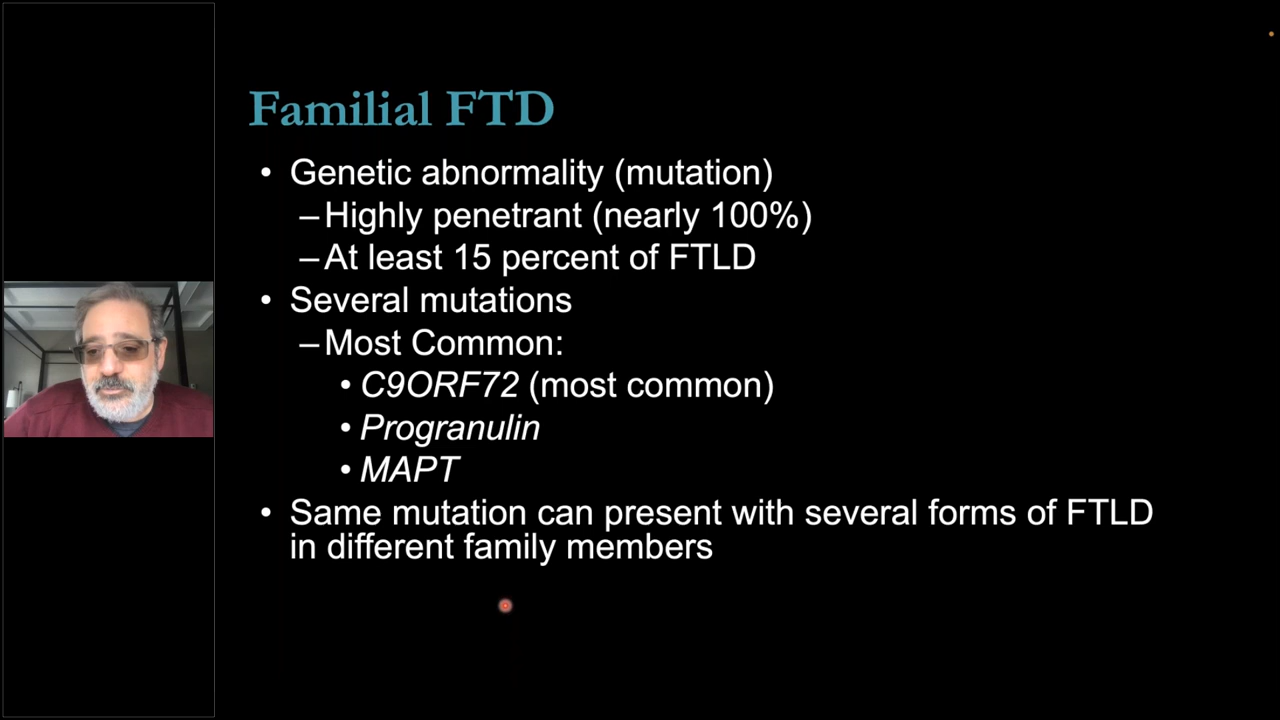 Familial FTD
• Genetic abnormality (mutation)
–Highly penetrant (nearly 100%)
–At least 15 percent of FTLD
• Several mutations
–Most Common:
• C9ORF72 (most common)
• Progranulin
• MAPT
• Same mutation can present with several forms of FTLD
in different family members